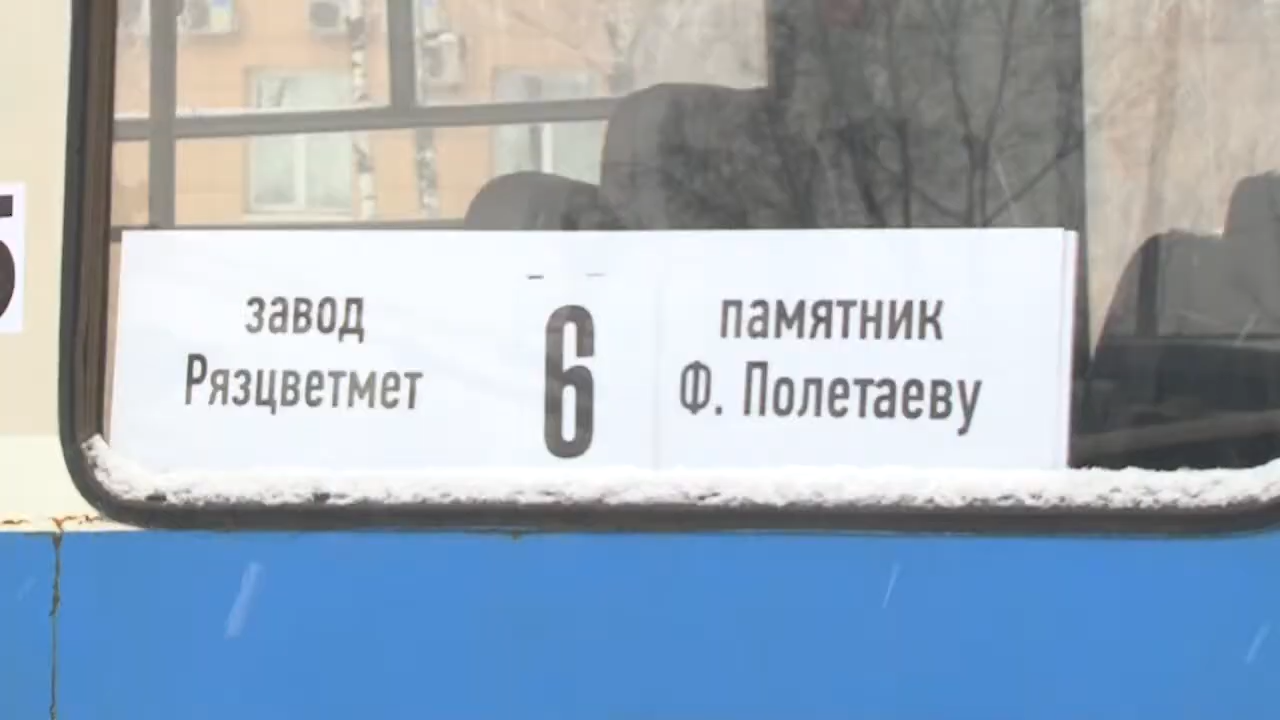 завод
Рязцветмет
6
памятник
Ф. Полетаеву